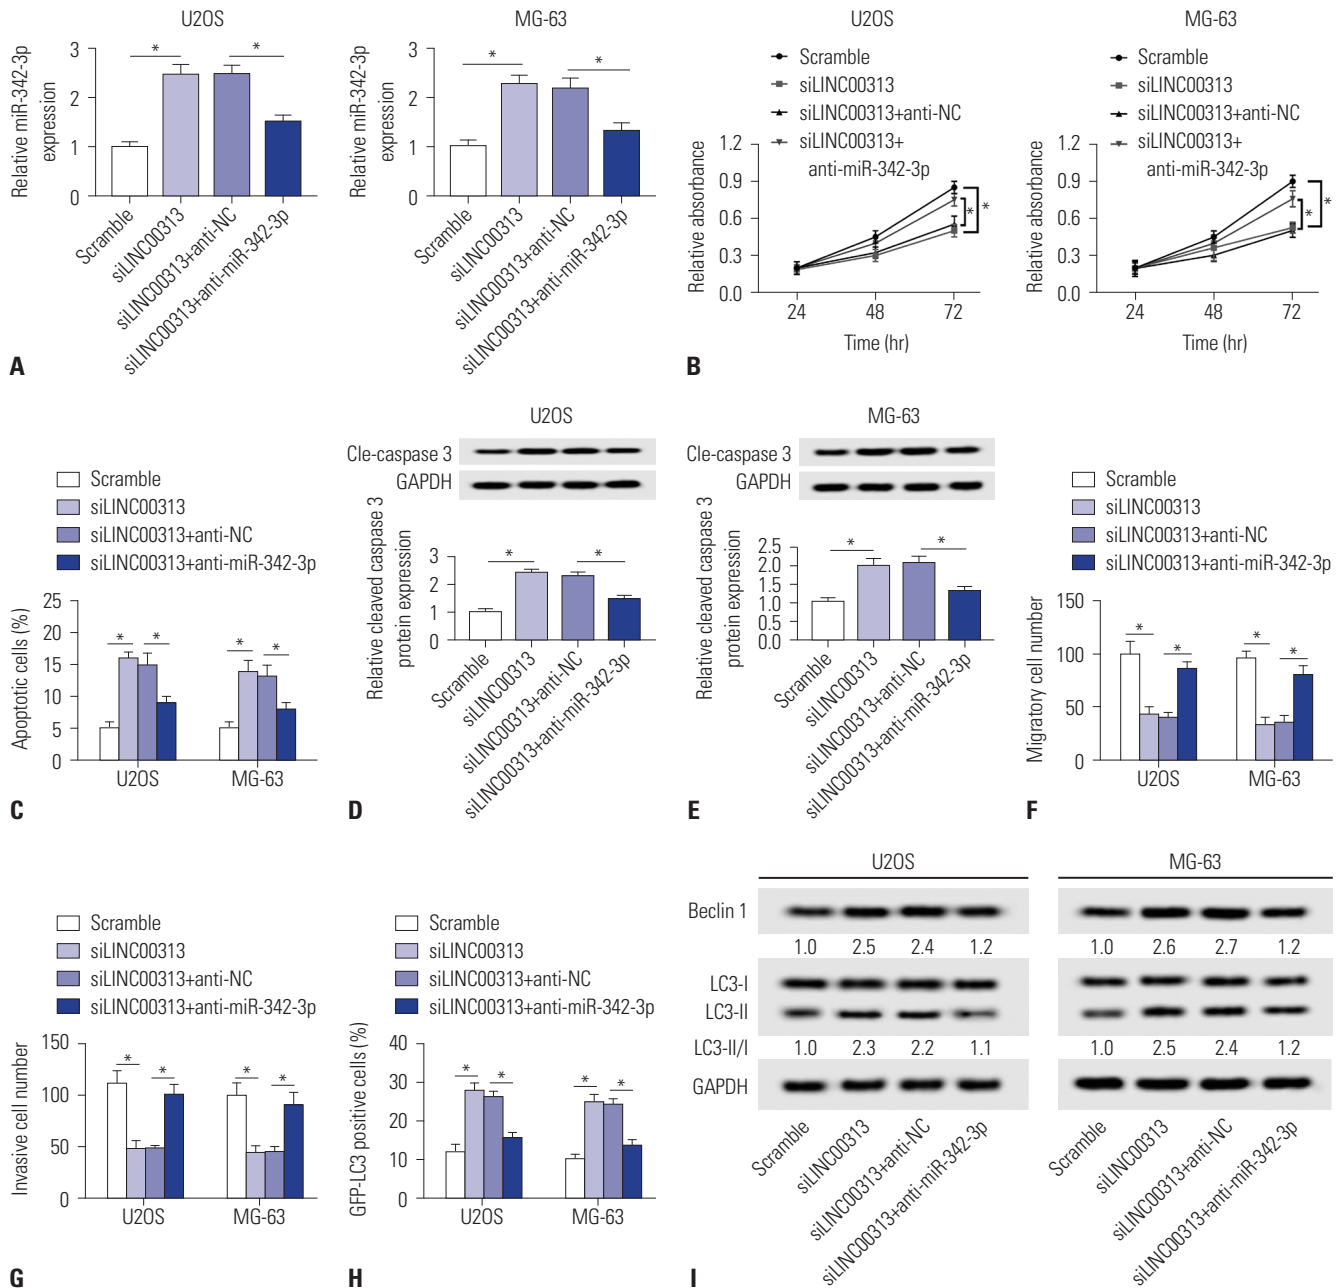 U2OS
MG-63
Relative miR-342-3p
expression
3
2
1
0
*
*
Scramble
siLINC00313
siLINC00313+anti-NC
siLINC00313+anti-miR-342-3p
Relative miR-342-3p
expression
3
2
1
0
*
*
Scramble
siLINC00313
siLINC00313+anti-NC
siLINC00313+anti-miR-342-3p
A
U2OS
Scramble
siLINC00313
siLINC00313+anti-NC
siLINC00313+
anti-miR-342-3p
Relative absorbance
1.2
0.9
0.6
0.3
0.0
*
*
24
48
72
Time (hr)
MG-63
Scramble
siLINC00313
siLINC00313+anti-NC
siLINC00313+
anti-miR-342-3p
Relative absorbance
1.2
0.9
0.6
0.3
0.0
*
*
24
48
72
Time (hr)
B
Scramble
siLINC00313
siLINC00313+anti-NC
siLINC00313+anti-miR-342-3p
Apoptotic cells (%)
25
20
15
10
5
0
*
*
*
*
U2OS
MG-63
C
U2OS
Cle-caspase 3
GAPDH
Relative cleaved caspase 3
protein expression
3
2
1
0
*
*
Scramble
siLINC00313
siLINC00313+anti-NC
siLINC00313+anti-miR-342-3p
D
MG-63
Cle-caspase 3
GAPDH
Relative cleaved caspase 3
protein expression
2.5
2.0
1.5
1.0
0.5
0.0
*
*
Scramble
siLINC00313
siLINC00313+anti-NC
siLINC00313+anti-miR-342-3p
E
Scramble
siLINC00313
siLINC00313+anti-NC
siLINC00313+anti-miR-342-3p
Migratory cell number
150
100
50
0
*
*
*
*
U2OS
MG-63
F
Scramble
siLINC00313
siLINC00313+anti-NC
siLINC00313+anti-miR-342-3p
Invasive cell number
150
100
50
0
*
*
*
*
U2OS
MG-63
G
Scramble
siLINC00313
siLINC00313+anti-NC
siLINC00313+anti-miR-342-3p
GFP-LC3 positive cells (%)
40
30
20
10
0
*
*
*
*
U2OS
MG-63
H
U2OS
MG-63
Beclin 1
1.0 2.5 2.4 1.2
1.0 2.6 2.7 1.2
LC3-I
LC3-II
LC3-II/I
1.0 2.3 2.2 1.1
1.0 2.5 2.4 1.2
GAPDH
Scramble
siLINC00313
siLINC00313+anti-NC
siLINC00313+anti-miR-342-3p
Scramble
siLINC00313
siLINC00313+anti-NC
siLINC00313+anti-miR-342-3p
I